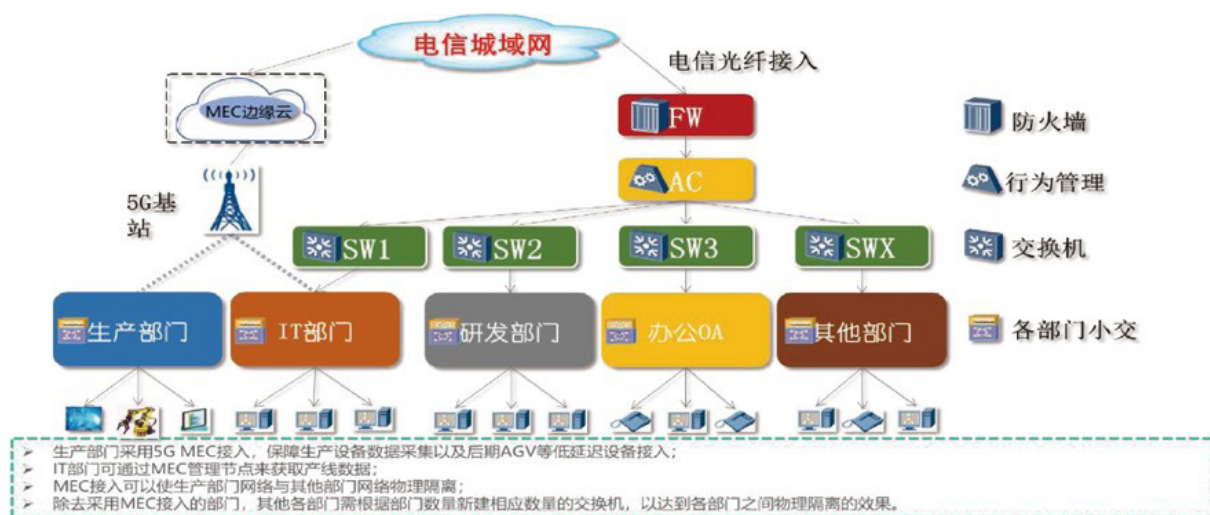 电信城域网
电信光纤接入
MEC边缘云
FW
防火墙
AC
行为管理
5G基
站
SW1
SW2
SW3
SWX
交换机
生产部门
IT部门
研发部门
办公OA
其他部门
各部门小交
➢ 生产部门采用5G MEC接入，保障生产设备数据采集以及后期AGV等低延迟设备接入；
➢ IT部门可通过MEC管理节点来获取产线数据；
➢ MEC接入可以使生产部门网络与其他部门网络物理隔离；
➢ 除去采用MEC接入的部门，其他各部门需根据部门数量新建相应数量的交换机，以达到各部门之间物理隔离的效果。